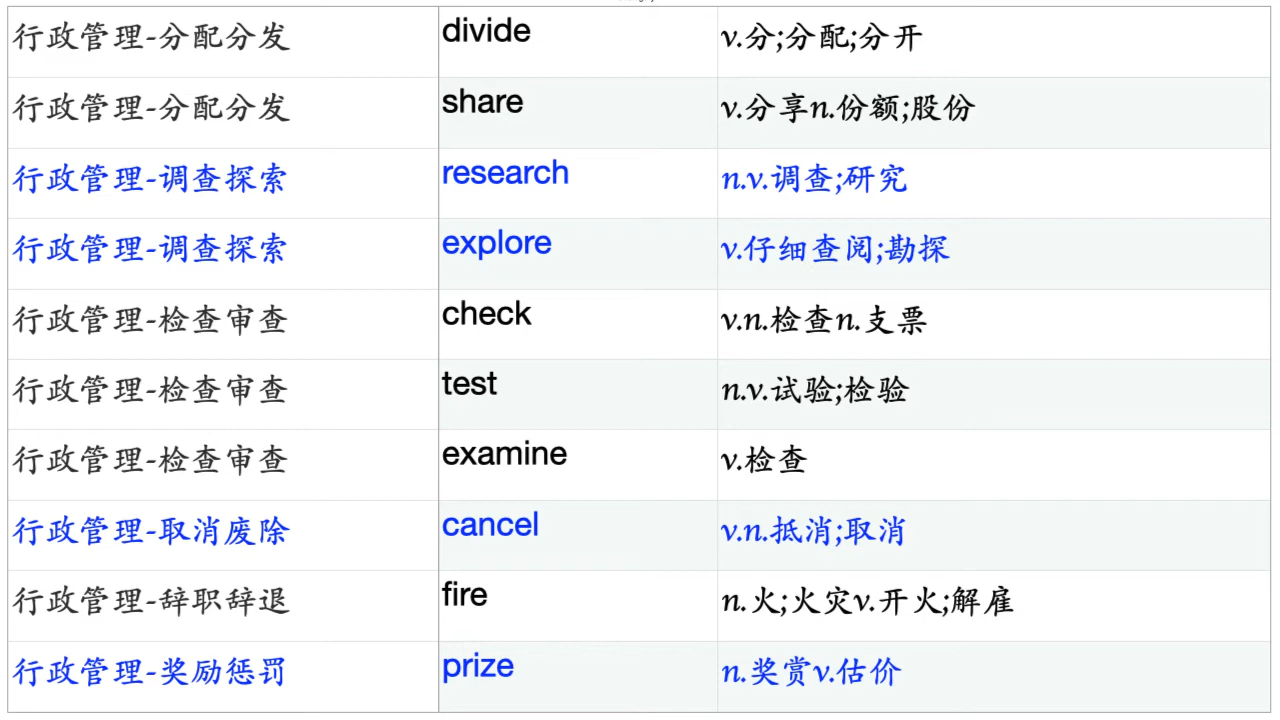 行政管理-分配分发 divide v.分;分配;分开
行政管理-分配分发 share v.分享n.份额;股份
行政管理-调查探索 research n.v.调查;研究
行政管理-调查探索 explore v.仔细查阅;勘探
行政管理-检查审查 check v.n.检查n.支票
行政管理-检查审查 test n.v.试验;检验
行政管理-检查审查 examine v.检查
行政管理-取消废除 cancel v.n.抵消;取消
行政管理-辞职辞退 fire n.火;火灾v.开火;解雇
行政管理-奖励惩罚 prize n.奖赏v.估价